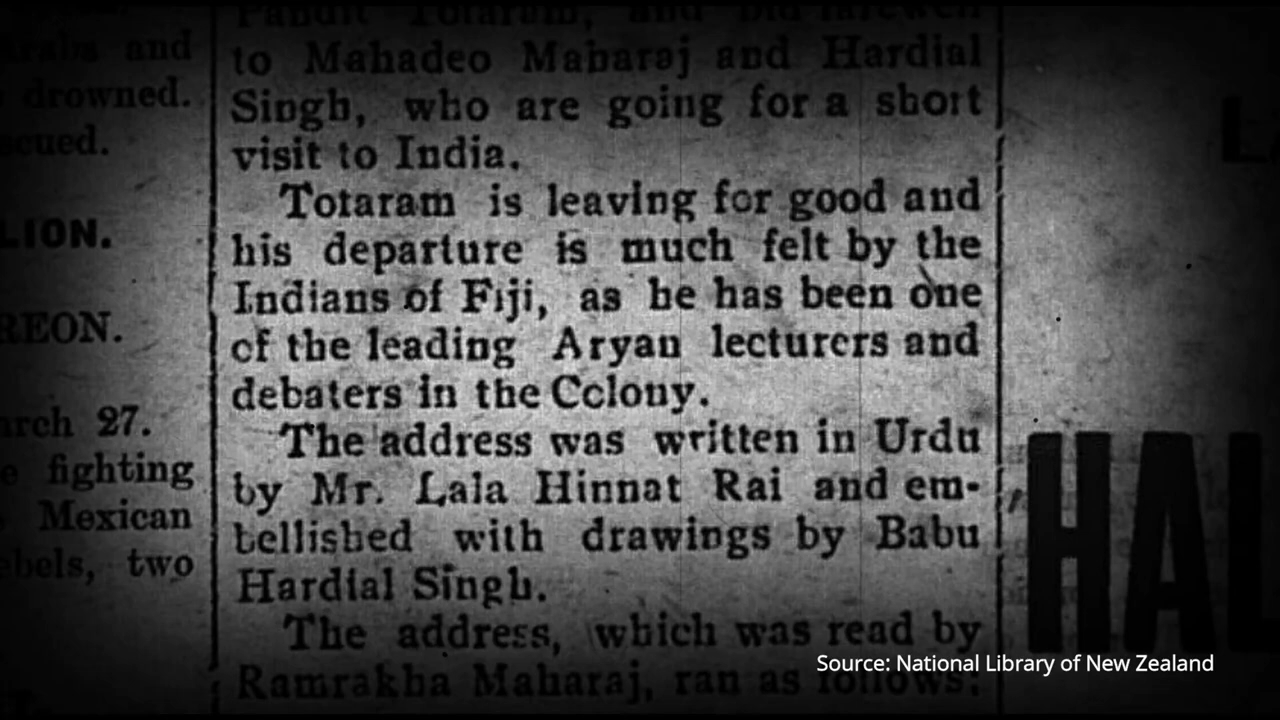 Pandit Totaram, and bid farewell
to Mahadeo Maharaj and Hardial
Singh, who are going for a short
visit to India.
Totaram is leaving for good and
his departure is much felt by the
Indians of Fiji, as he has been one
of the leading Aryan lecturers and
debaters in the Colony.
The address was written in Urdu
by Mr. Lala Hinnat Rai and em-
bellished with drawings by Babu
Hardial Singh.
The address, which was read by
Ramrakha Maharaj, ran as follows:
and
drowned.
LION.
REON.
27.
fighting
Mexican
two
HAL
Source: National Library of New Zealand